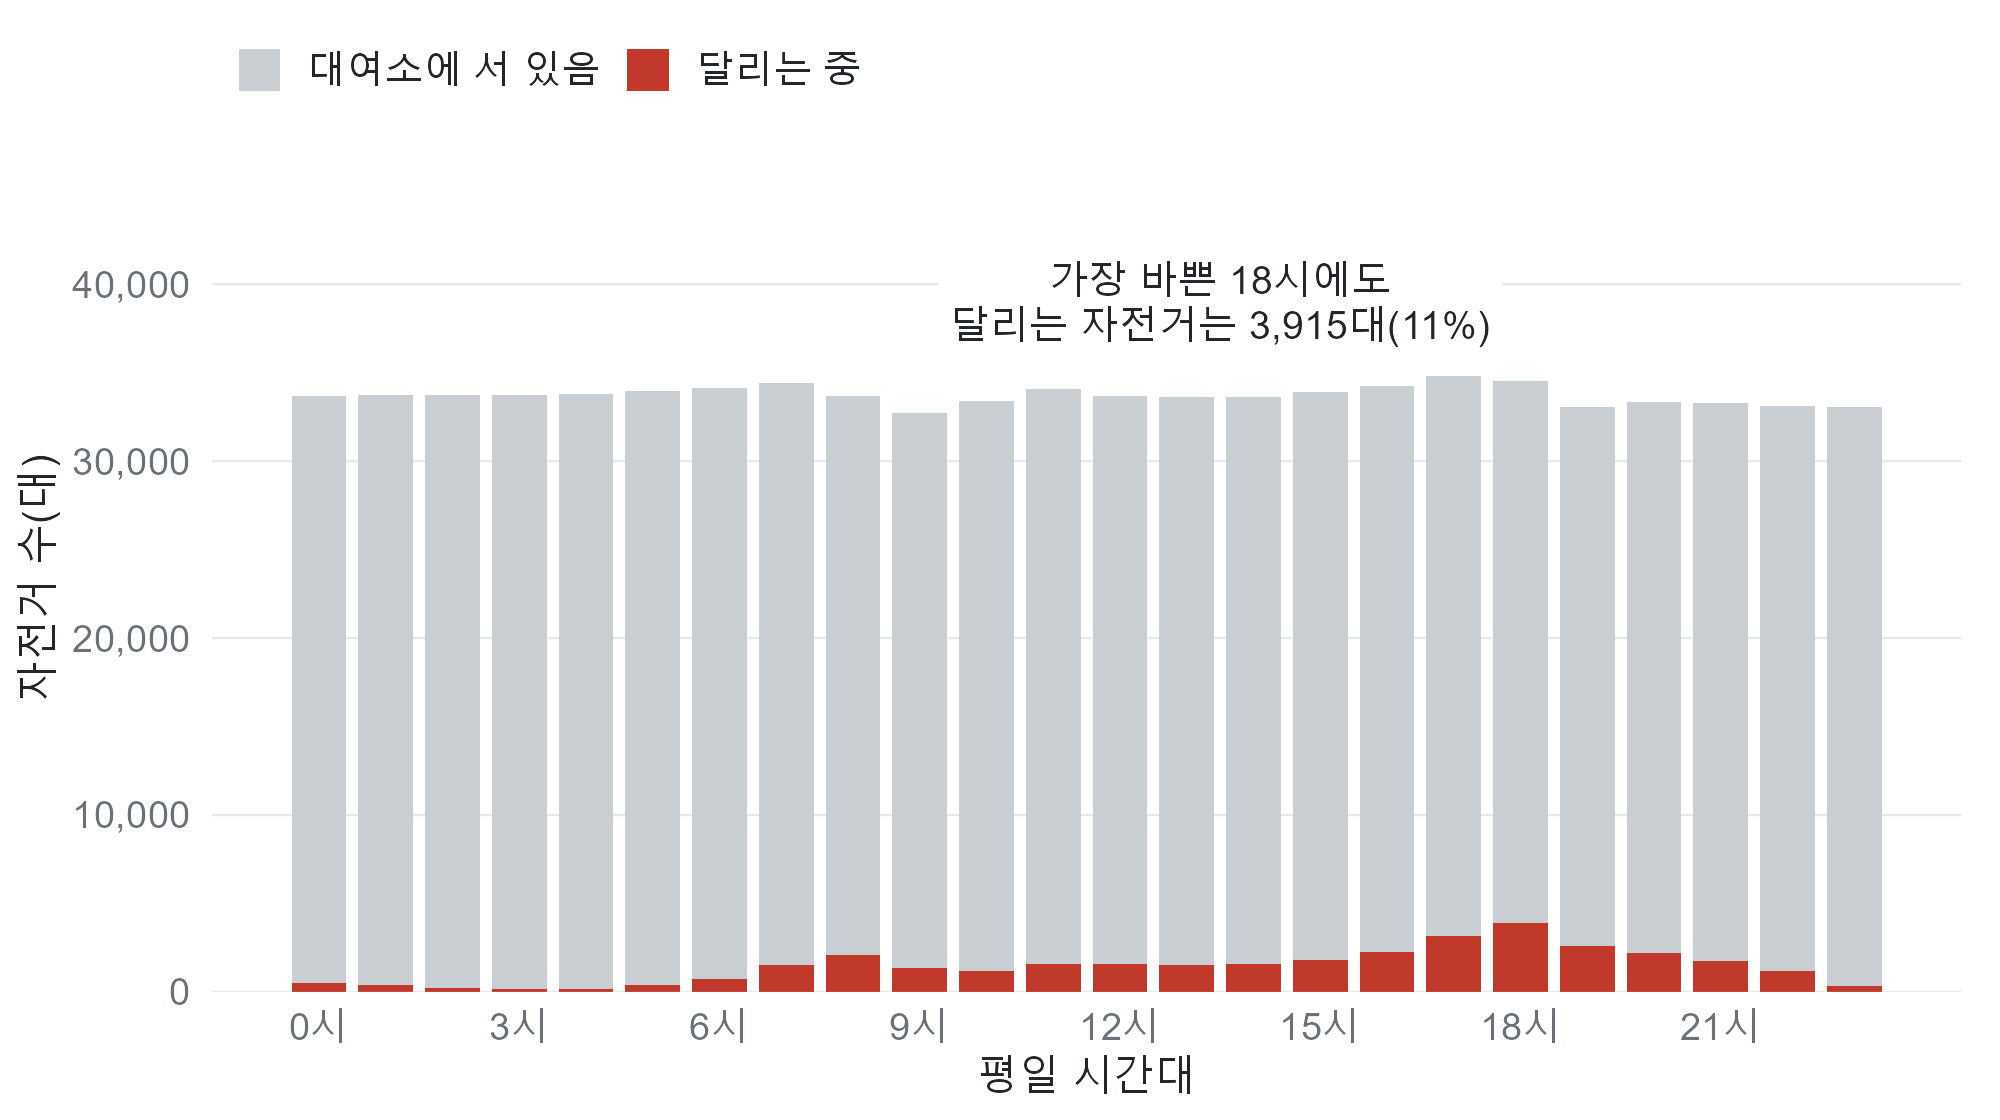 대여소에 서 있음 달리는 중
가장 바쁜 18시에도
달리는 자전거는 3,915대(11%)
40,000
30,000
20,000
10,000
0
자전거 수(대)
0시 3시 6시 9시 12시 15시 18시 21시
평일 시간대